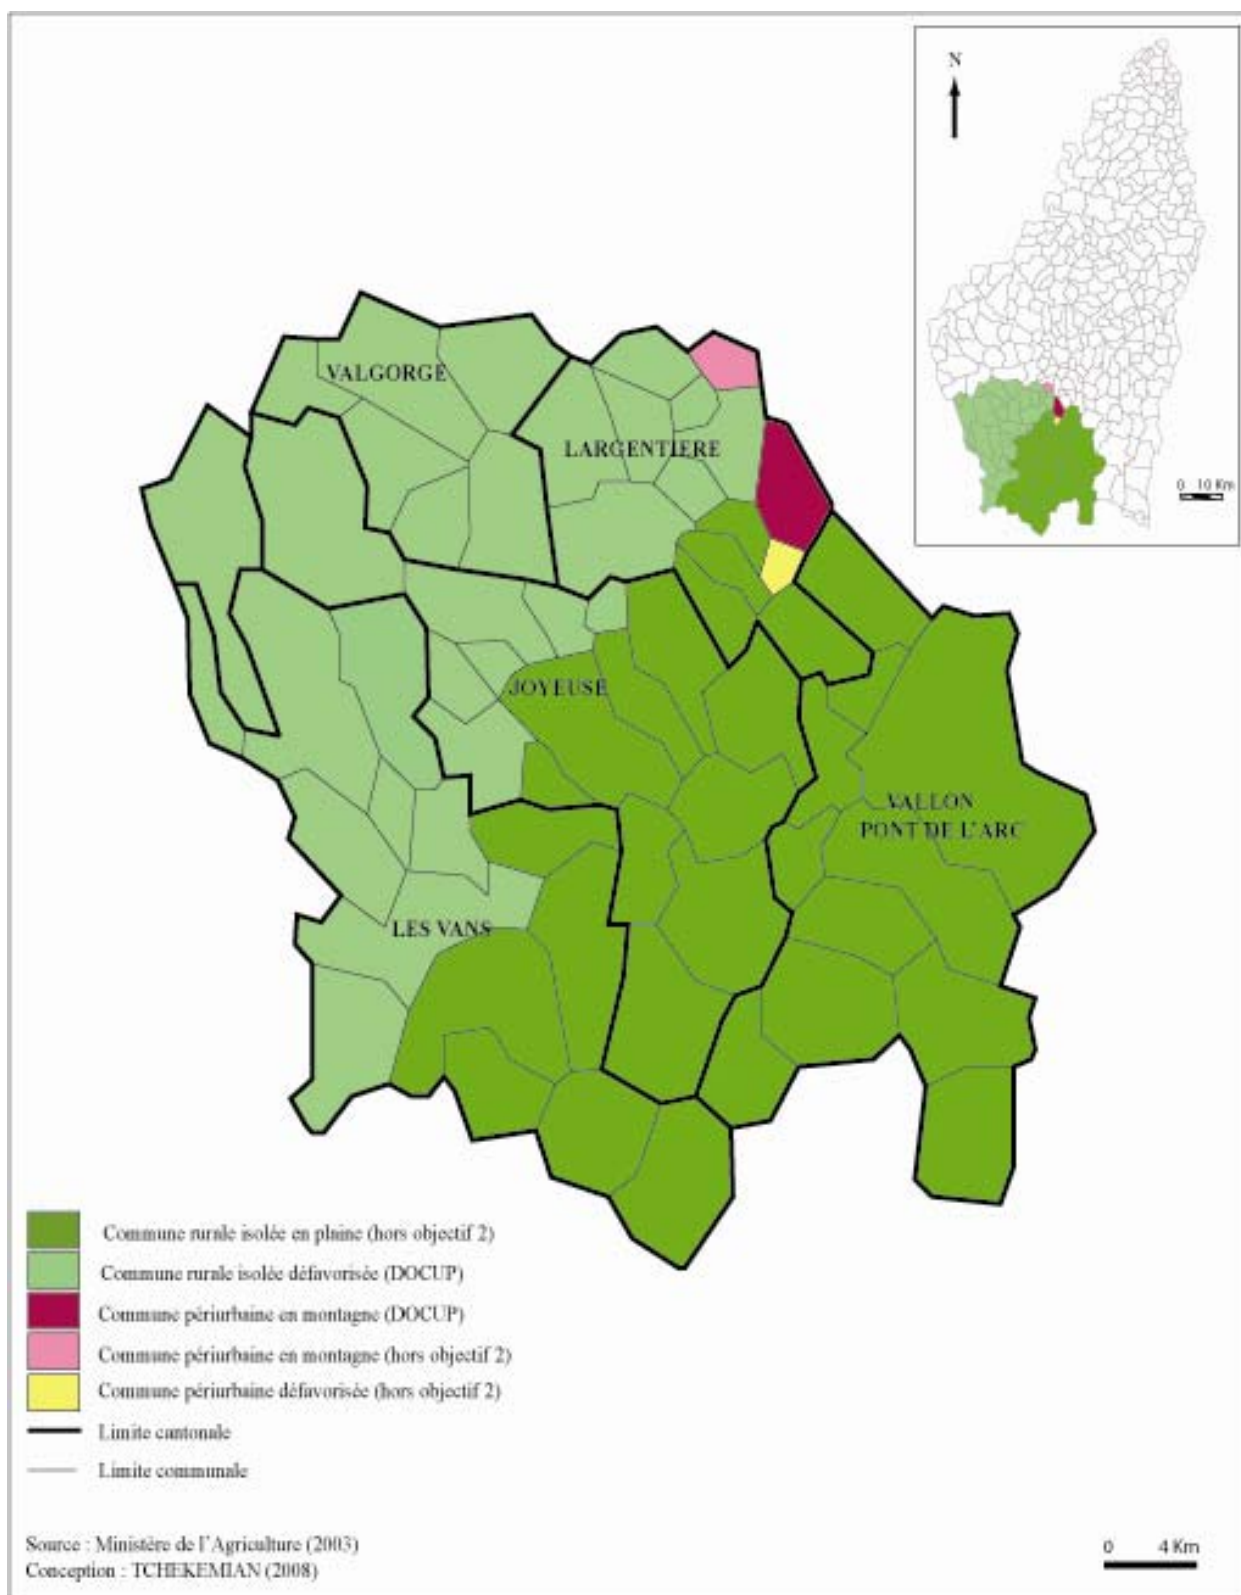 N
0 10 Km
VALGORGE
LARGENTIERE
JOYEUSE
VALLON
PONT DE L'ARC
LES VANS
Commune rurale isolée en plaine (hors objectif 2)
Commune rurale isolée défavorisée (DOCUP)
Commune périurbaine en montagne (DOCUP)
Commune périurbaine en montagne (hors objectif 2)
Commune périurbaine défavorisée (hors objectif 2)
Limite cantonale
Limite communale
Source : Ministère de l'Agriculture (2003)
Conception : TCHEKEMIAN (2008)
0 4 Km